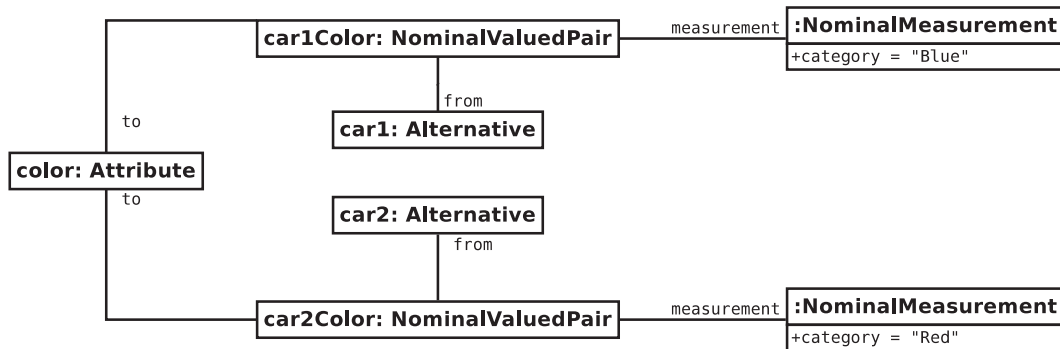 car1Color: NominalValuedPair
measurement
:NominalMeasurement
+category = "Blue"
from
car1: Alternative
to
color: Attribute
to
car2: Alternative
from
car2Color: NominalValuedPair
measurement
:NominalMeasurement
+category = "Red"